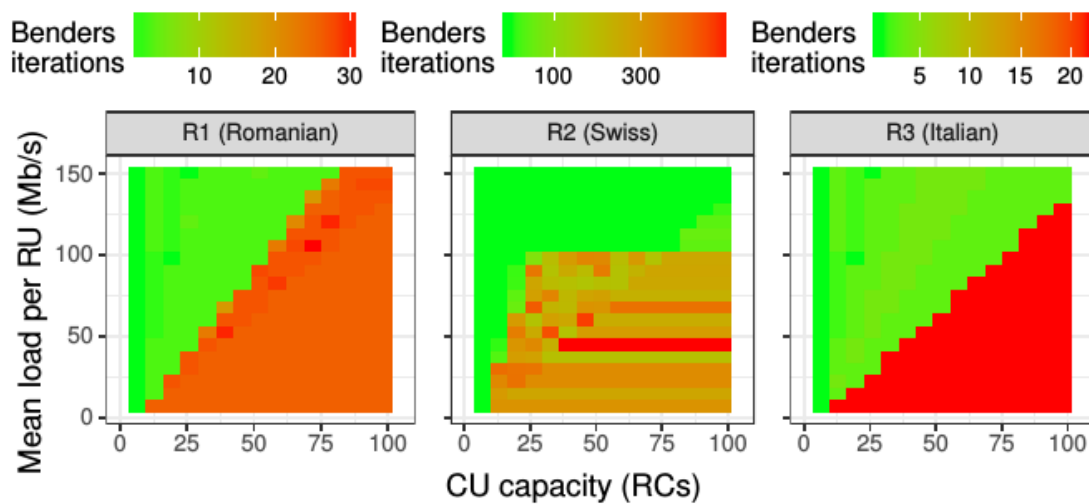 Benders iterations
10 20 30
Benders iterations
100 300
Benders iterations
5 10 15 20
R1 (Romanian) R2 (Swiss) R3 (Italian)
Mean load per RU (Mb/s)
150
100
50
0
0 25 50 75 100 0 25 50 75 100 0 25 50 75 100
CU capacity (RCs)